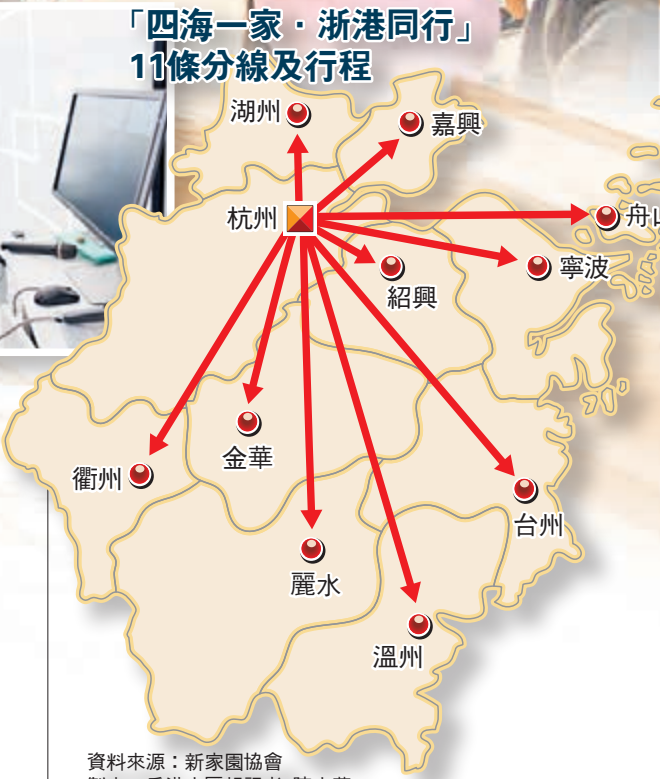 「四海一家·浙港同行」
11條分線及行程
湖州
嘉興
杭州
舟山
寧波
紹興
金華
衢州
台州
麗水
溫州
資料來源：新家園協會